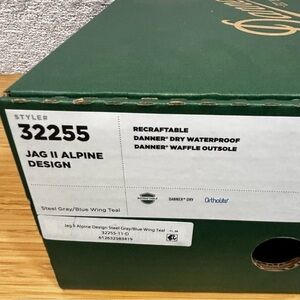 STYLE#
32255
JAG II ALPINE
DESIGN
RECRAFTABLE
DANNER® DRY WATERPROOF
DANNER® WAFFLE OUTSOLE
DANNER® DRY
Ortholite®
Steel Gray/Blue Wing Teal
Jag II Alpine Design Steel Gray/Blue Wing Teal
32255-11-D
612632583819